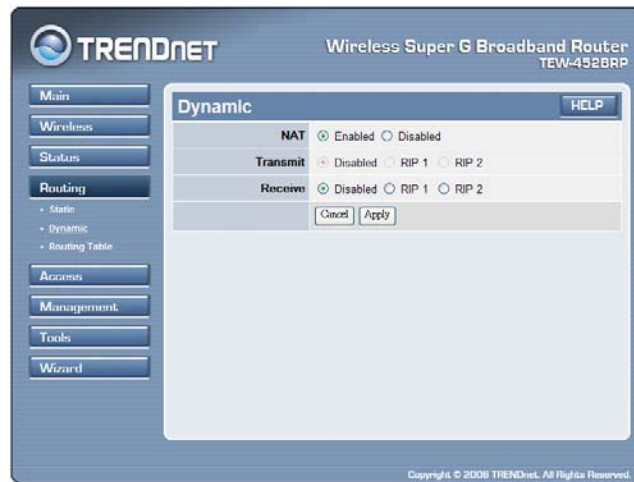 TRENDNET
Wireless Super G Broadband Router
TEW-452BRP
Main
Wireless
Status
Routing
Static
Dynamic
Routing Table
Access
Management
Tools
Wizard
Dynamic
HELP
NAT Enabled Disabled
Transmit Disabled RIP 1 RIP 2
Receive Disabled RIP 1 RIP 2
Cancel Apply
Copyright © 2006 TRENDnet. All Rights Reserved.